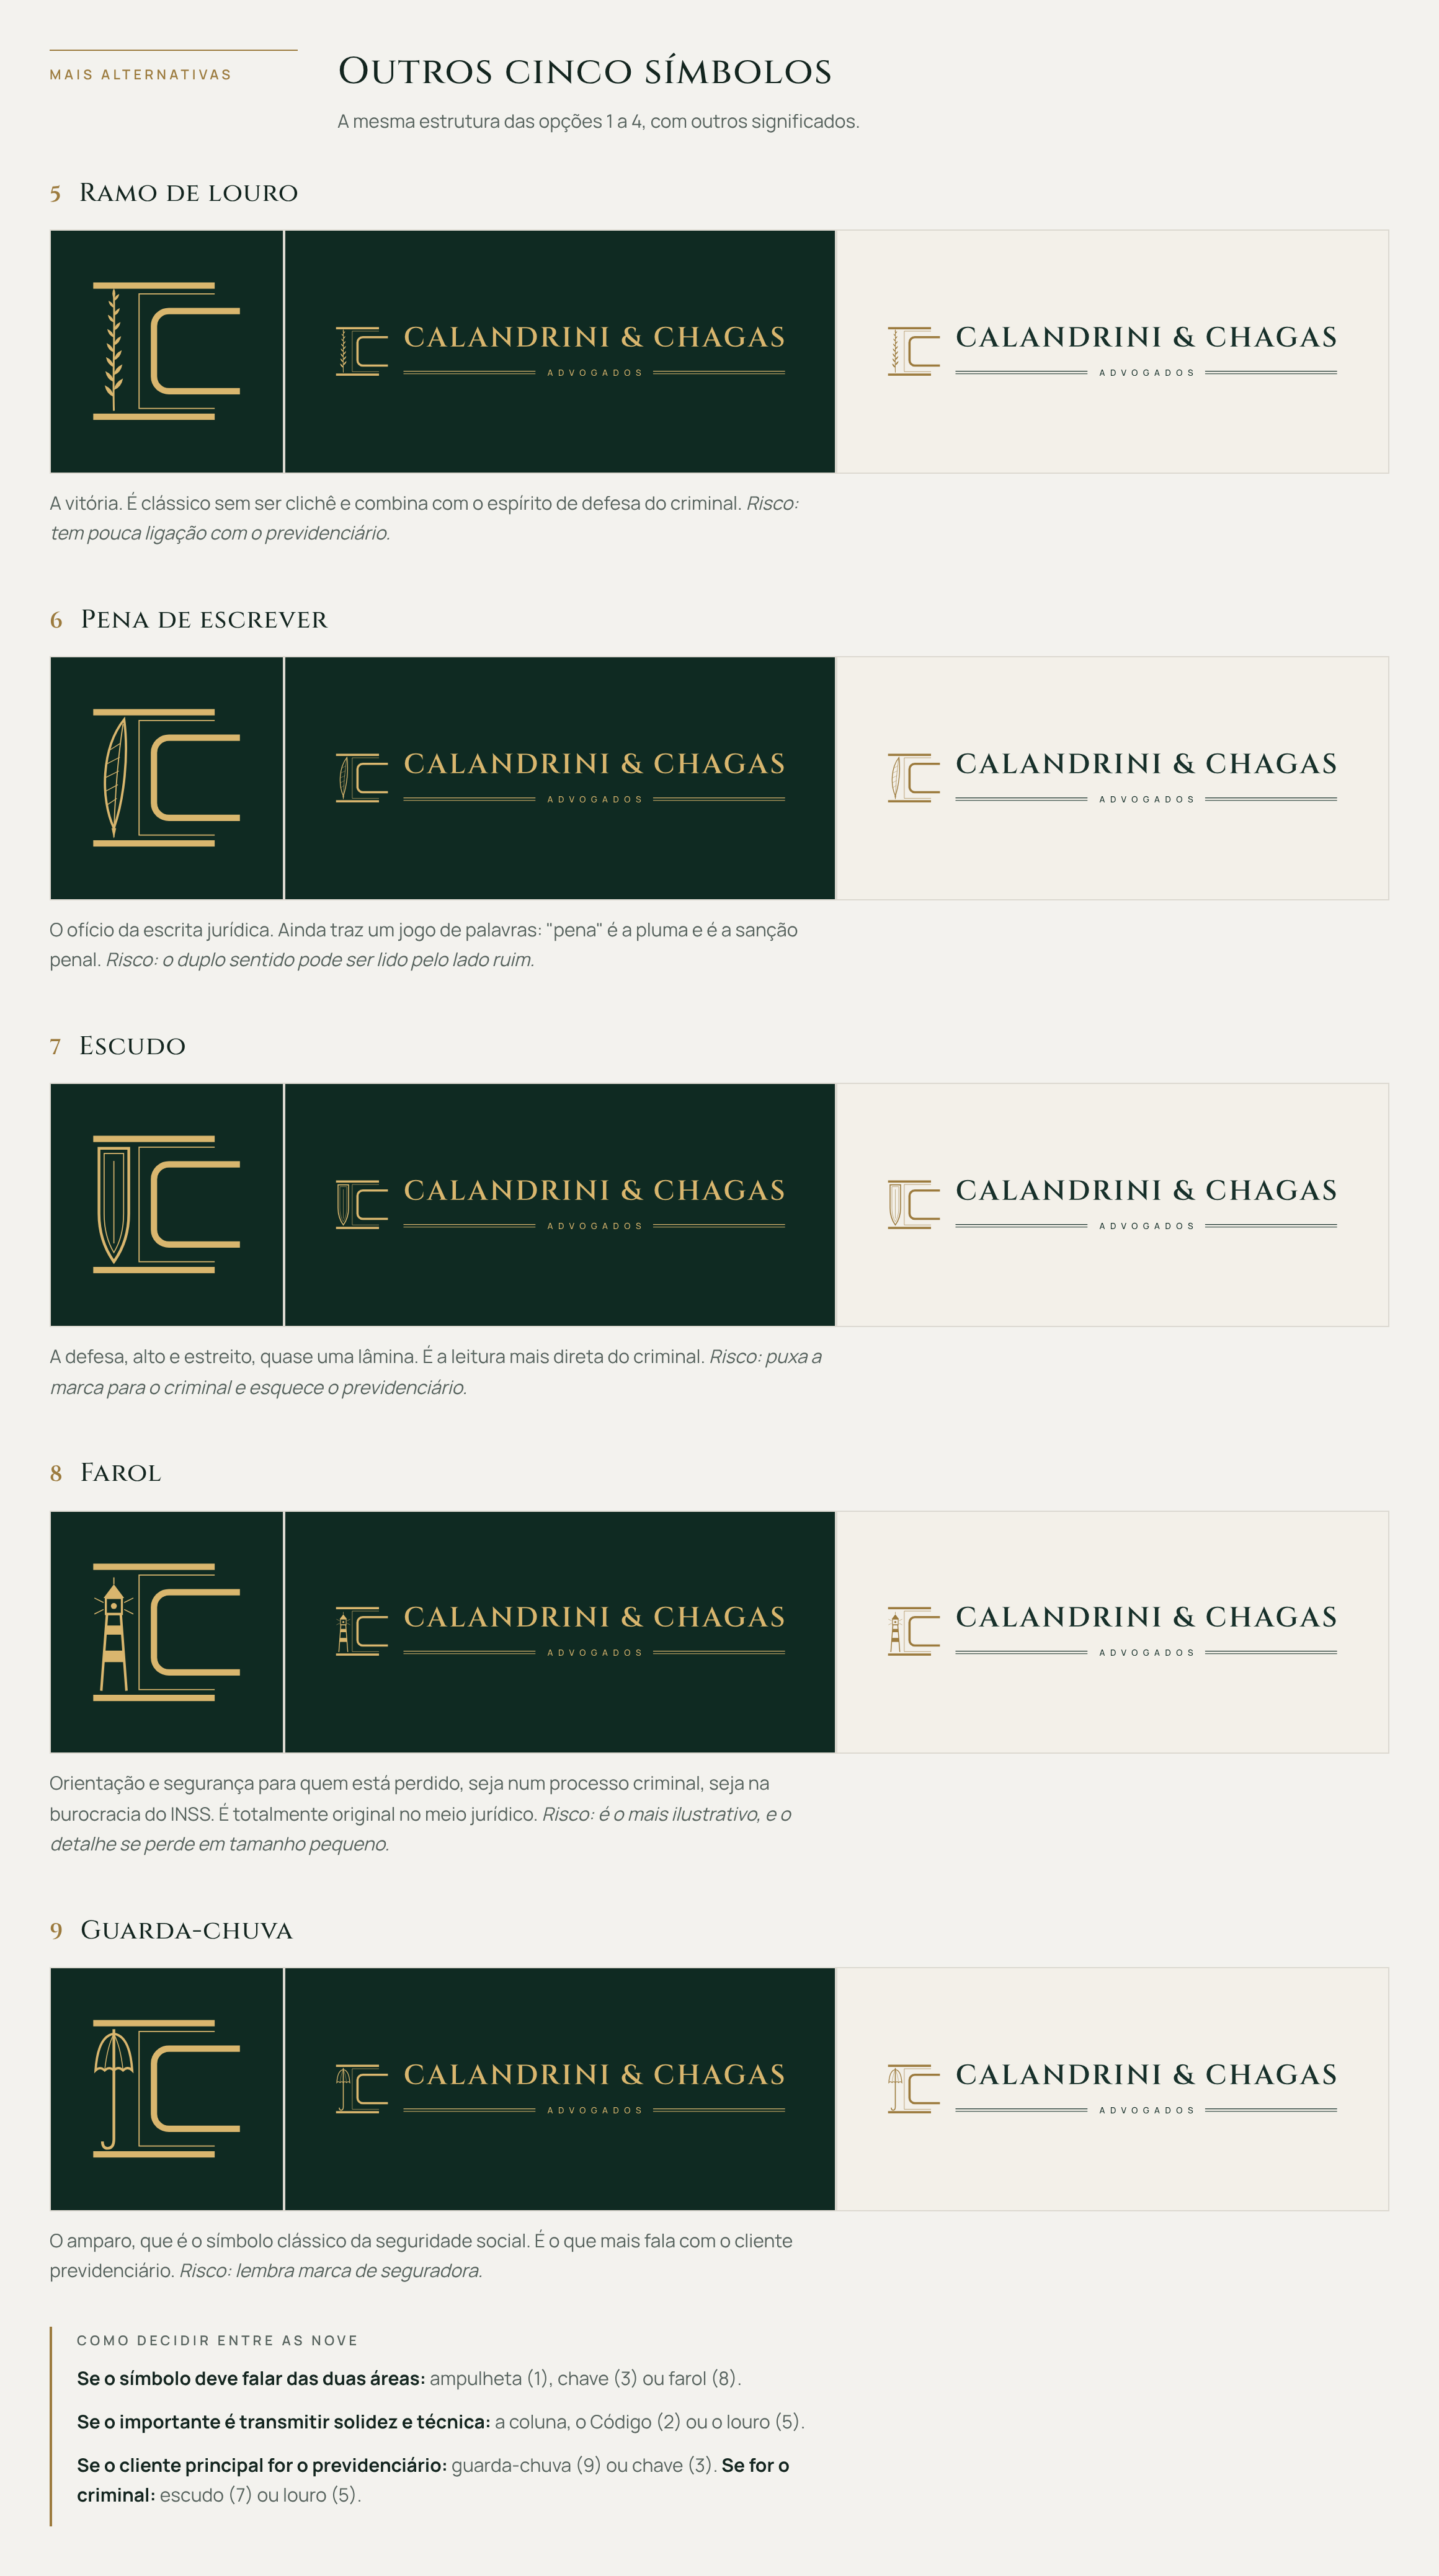 MAIS ALTERNATIVAS
Outros cinco símbolos
A mesma estrutura das opções 1 a 4, com outros significados.
5 Ramo de louro
CALANDRINI & CHAGAS
ADVOGADOS
CALANDRINI & CHAGAS
ADVOGADOS
A vitória. É clássico sem ser clichê e combina com o espírito de defesa do criminal. Risco:
tem pouca ligação com o previdenciário.
6 Pena de escrever
CALANDRINI & CHAGAS
ADVOGADOS
CALANDRINI & CHAGAS
ADVOGADOS
O ofício da escrita jurídica. Ainda traz um jogo de palavras: "pena" é a pluma e é a sanção
penal. Risco: o duplo sentido pode ser lido pelo lado ruim.
7 Escudo
CALANDRINI & CHAGAS
ADVOGADOS
CALANDRINI & CHAGAS
ADVOGADOS
A defesa, alto e estreito, quase uma lâmina. É a leitura mais direta do criminal. Risco: puxa a
marca para o criminal e esquece o previdenciário.
8 Farol
CALANDRINI & CHAGAS
ADVOGADOS
CALANDRINI & CHAGAS
ADVOGADOS
Orientação e segurança para quem está perdido, seja num processo criminal, seja na
burocracia do INSS. É totalmente original no meio jurídico. Risco: é o mais ilustrativo, e o
detalhe se perde em tamanho pequeno.
9 Guarda-chuva
CALANDRINI & CHAGAS
ADVOGADOS
CALANDRINI & CHAGAS
ADVOGADOS
O amparo, que é o símbolo clássico da seguridade social. É o que mais fala com o cliente
previdenciário. Risco: lembra marca de seguradora.
COMO DECIDIR ENTRE AS NOVE
Se o símbolo deve falar das duas áreas: ampulheta (1), chave (3) ou farol (8).
Se o importante é transmitir solidez e técnica: a coluna, o Código (2) ou o louro (5).
Se o cliente principal for o previdenciário: guarda-chuva (9) ou chave (3). Se for o
criminal: escudo (7) ou louro (5).